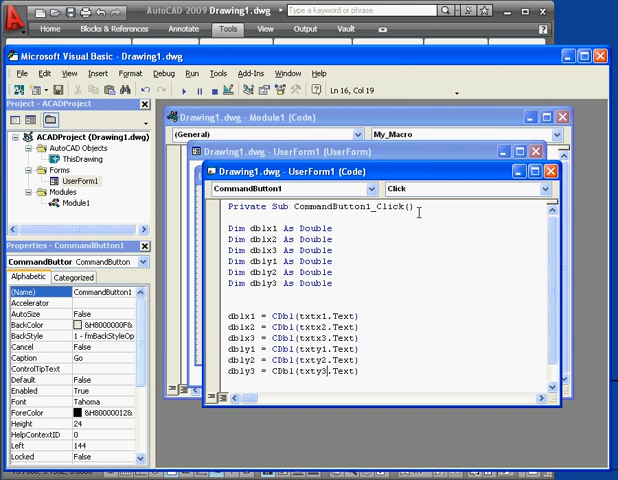 AutoCAD 2009 Drawing1.dwg
Type a keyword or phrase
Home Blocks & References Annotate Tools View Output Vault
Microsoft Visual Basic - Drawing1.dwg
File Edit View Insert Format Debug Run Tools Add-Ins Window Help
Ln 16, Col 19
Project - ACADProject
ACADProject (Drawing1.dwg)
AutoCAD Objects
ThisDrawing
Forms
UserForm1
Modules
Module1
Properties - CommandButton1
CommandButtor CommandButton
Alphabetic Categorized
(Name) CommandButton1
Accelerator
AutoSize False
BackColor &H8000000F&
BackStyle 1 - fmBackStyleOp
Cancel False
Caption Go
ControlTipText
Default False
Enabled True
Font Tahoma
ForeColor &H80000012&
Height 24
HelpContextID 0
Left 144
Locked False
Drawing1.dwg - Module1 (Code)
(General) My_Macro
Drawing1.dwg - UserForm1 (UserForm)
Drawing1.dwg - UserForm1 (Code)
CommandButton1 Click
Private Sub CommandButton1_Click()
Dim dblx1 As Double
Dim dblx2 As Double
Dim dblx3 As Double
Dim dbly1 As Double
Dim dbly2 As Double
Dim dbly3 As Double
dblx1 = CDbl(txtx1.Text)
dblx2 = CDbl(txtx2.Text)
dblx3 = CDbl(txtx3.Text)
dbly1 = CDbl(txty1.Text)
dbly2 = CDbl(txty2.Text)
dbly3 = CDbl(txty3.Text)